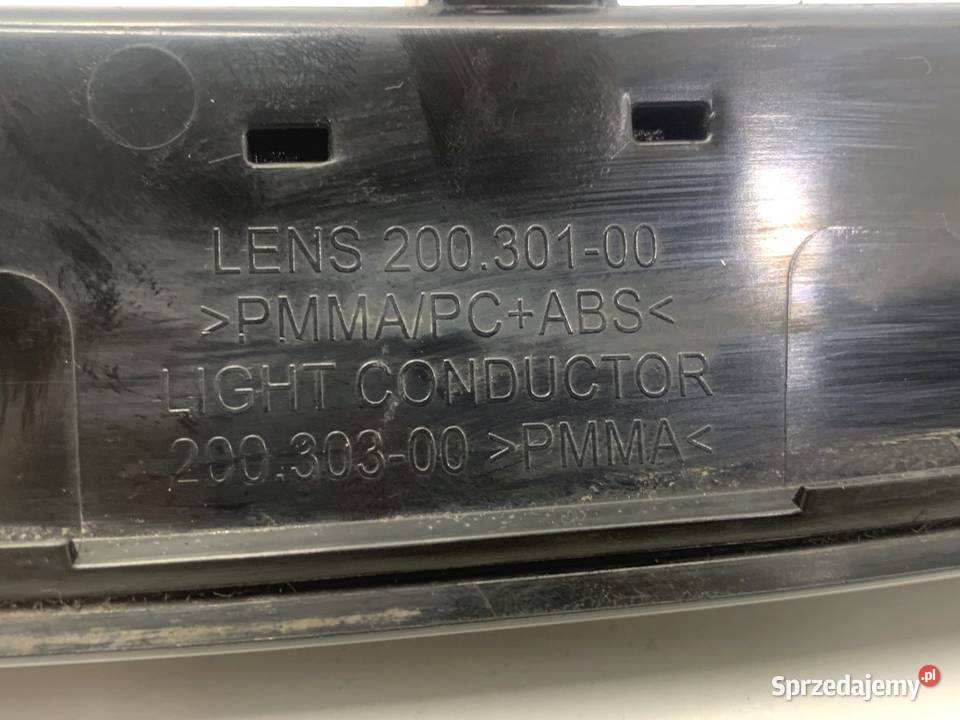 LENS 200.301-00
>PMMA/PC+ABS<
LIGHT CONDUCTOR
200.303-00 >PMMA<
Sprzedajemy.pl